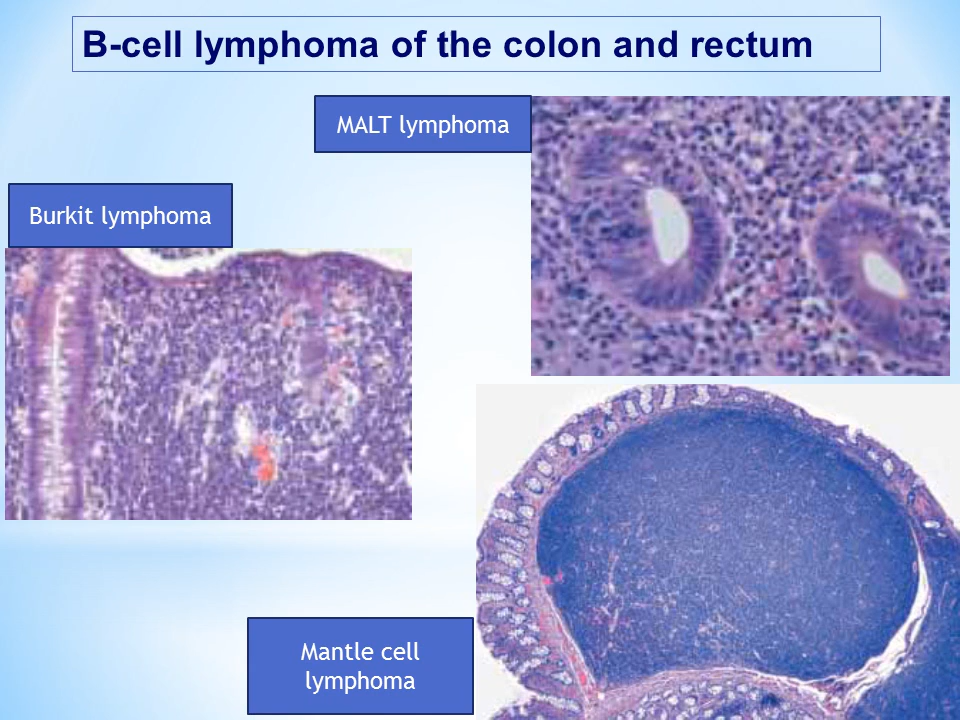 B-cell lymphoma of the colon and rectum
MALT lymphoma
Burkit lymphoma
Mantle cell
lymphoma